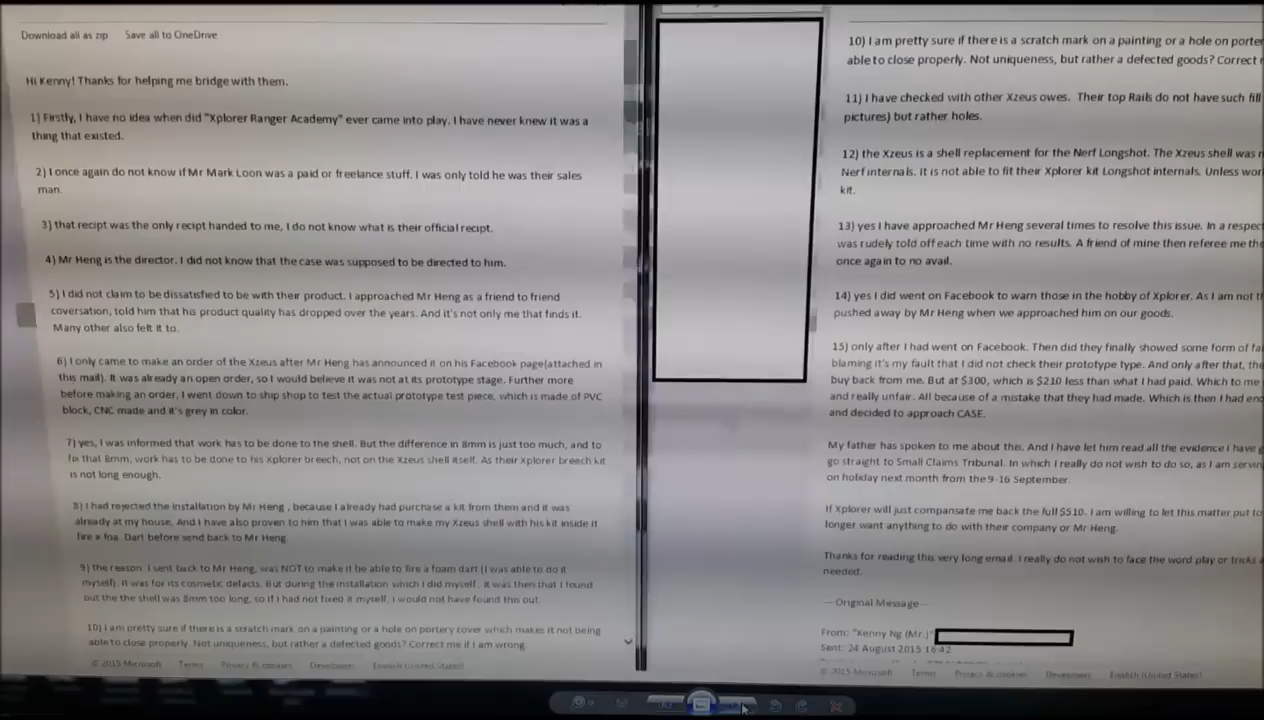 Download all as zip Save all to OneDrive
Hi Kenny! Thanks for helping me bridge with them.
1) Firstly, I have no idea when did "Xplorer Ranger Academy" ever came into play. I have never knew it was a
thing that existed.
2) I once again do not know if Mr Mark Loon was a paid or freelance stuff. I was only told he was their sales
man.
3) that recipt was the only recipt handed to me, I do not know what is their official recipt.
4) Mr Heng is the director. I did not know that the case was supposed to be directed to him.
5) I did not claim to be dissatisfied to be with their product. I approached Mr Heng as a friend to friend
coversation, told him that his product quality has dropped over the years. And it's not only me that finds it.
Many other also felt it to.
6) I only came to make an order of the Xzeus after Mr Heng has announced it on his Facebook page(attached in
this mail). It was already an open order, so I would believe it was not at its prototype stage. Further more
before making an order, I went down to ship shop to test the actual prototype test piece, which is made of PVC
block, CNC made and it's grey in color.
7) yes, I was informed that work has to be done to the shell. But the difference in 8mm is just too much, and to
fix that 8mm, work has to be done to his Xplorer breech, not on the Xzeus shell itself. As their Xplorer breech kit
is not long enough.
8) I had rejected the installation by Mr Heng , because I already had purchase a kit from them and it was
already at my house. And I have also proven to him that I was able to make my Xzeus shell with his kit inside it
fire a foa. Dart before send back to Mr Heng.
9) the reason I sent back to Mr Heng, was NOT to make it be able to fire a foam dart (I was able to do it
myself). It was for its cosmetic defects. But during the installation which I did myself . It was then that I found
out the the shell was 8mm too long, so if I had not fixed it myself, I would not have found this out.
10) I am pretty sure if there is a scratch mark on a painting or a hole on portery cover which makes it not being
able to close properly. Not uniqueness, but rather a defected goods? Correct me if I am wrong.
© 2015 Microsoft Terms Privacy & cookies Developers English (United States)
10) I am pretty sure if there is a scratch mark on a painting or a hole on porter
able to close properly. Not uniqueness, but rather a defected goods? Correct
11) I have checked with other Xzeus owes. Their top Rails do not have such fill
pictures) but rather holes.
12) the Xzeus is a shell replacement for the Nerf Longshot. The Xzeus shell was
Nerf internals. It is not able to fit their Xplorer kit Longshot internals. Unless wor
kit.
13) yes I have approached Mr Heng several times to resolve this issue. In a respec
was rudely told off each time with no results. A friend of mine then referee me the
once again to no avail.
14) yes I did went on Facebook to warn those in the hobby of Xplorer. As I am not
pushed away by Mr Heng when we approached him on our goods.
15) only after I had went on Facebook. Then did they finally showed some form of fa
blaming it's my fault that I did not check their prototype type. And only after that, the
buy back from me. But at $300, which is $210 less than what I had paid. Which to me
and really unfair. All because of a mistake that they had made. Which is then I had
and decided to approach CASE.
My father has spoken to me about this. And I have let him read all the evidence I have
go straight to Small Claims Tribunal. In which I really do not wish to do so, as I am servin
on holiday next month from the 9-16 September.
If Xplorer will just compansate me back the full $510. I am willing to let this matter put to
longer want anything to do with their company or Mr Heng.
Thanks for reading this very long email. I really do not wish to face the word play or tricks
needed.
---Original Message---
From: "Kenny Ng (Mr.)"
Sent: 24 August 2015 16:42
© 2015 Microsoft Terms Privacy & cookies Developers English (United States)